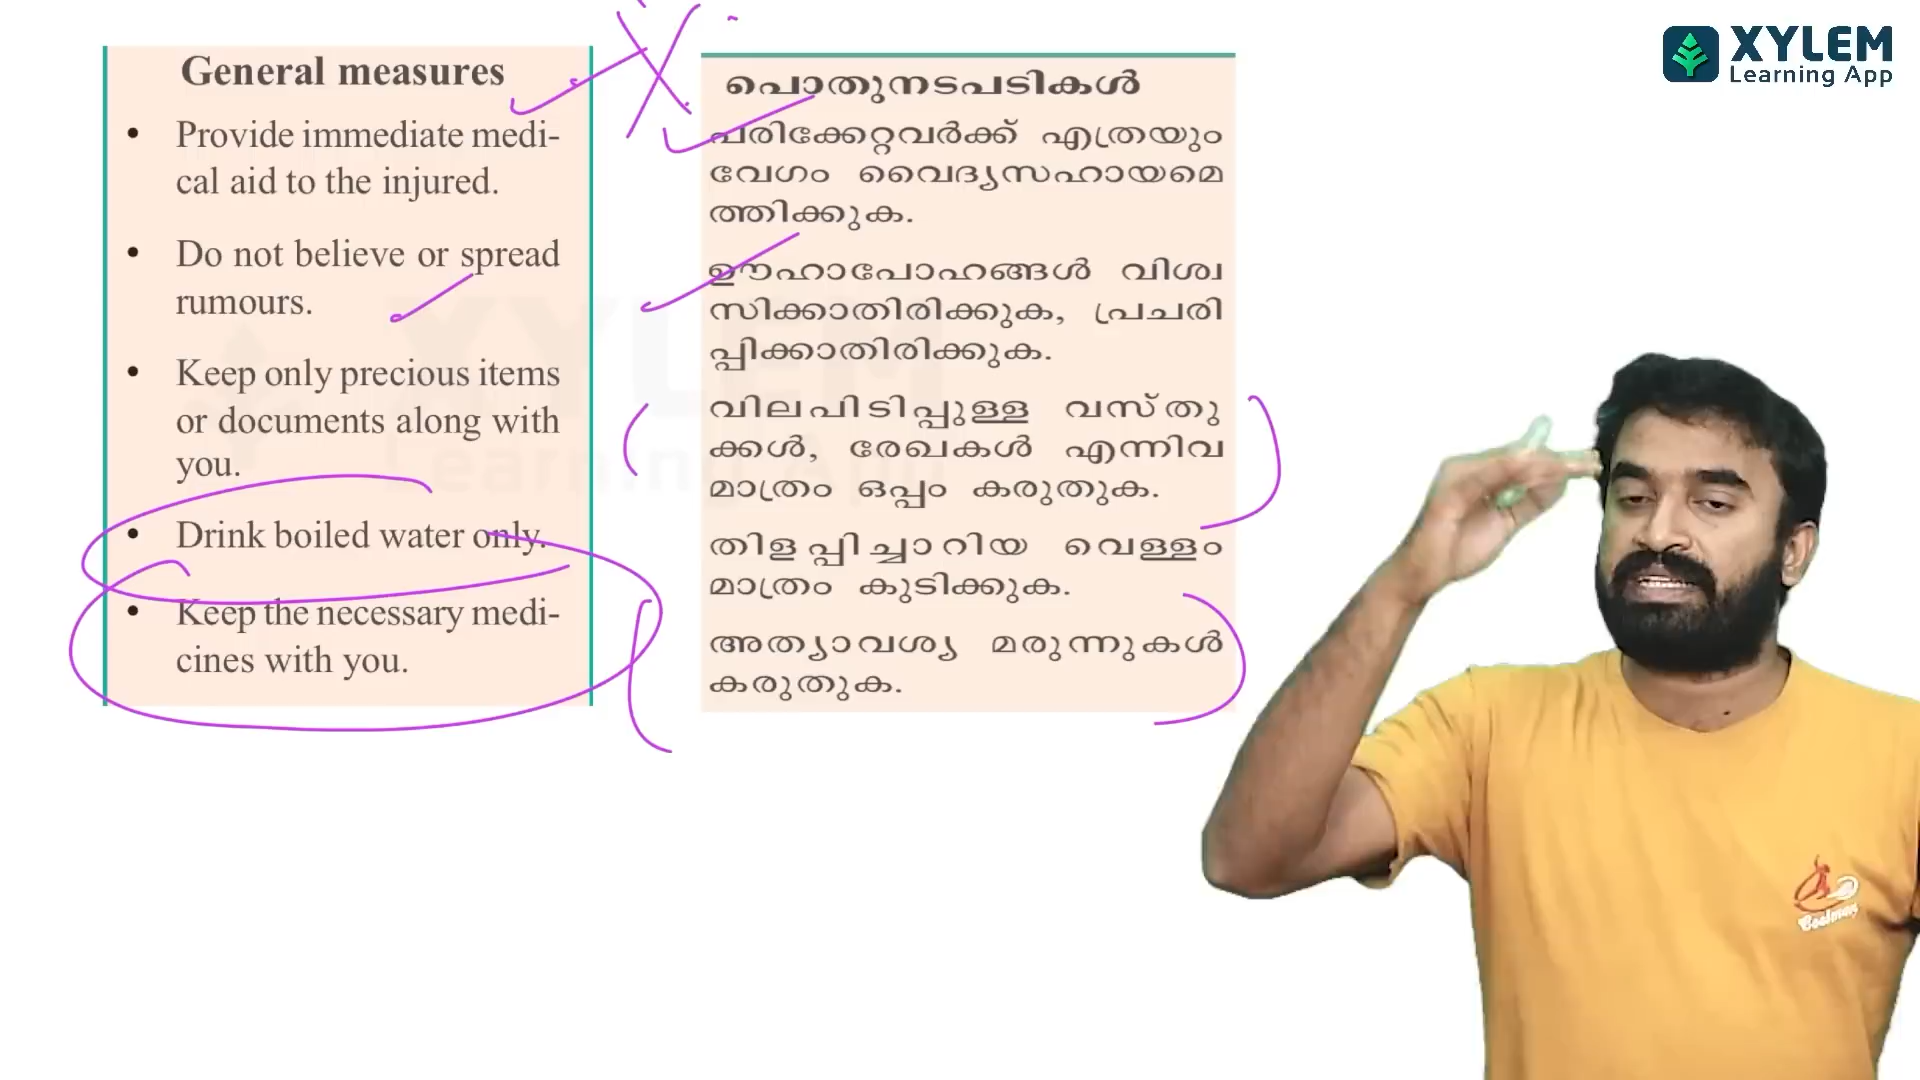 General measures
• Provide immediate medi-
cal aid to the injured.
• Do not believe or spread
rumours.
• Keep only precious items
or documents along with
you.
• Drink boiled water only.
• Keep the necessary medi-
cines with you.
പൊതുനടപടികൾ
പരിക്കേറ്റവർക്ക് എത്രയും
വേഗം വൈദ്യസഹായമെ
ത്തിക്കുക.
ഊഹാപോഹങ്ങൾ വിശ്വ
സിക്കാതിരിക്കുക, പ്രചരി
പ്പിക്കാതിരിക്കുക.
വിലപിടിപ്പുള്ള വസ്തു
ക്കൾ, രേഖകൾ എന്നിവ
മാത്രം ഒപ്പം കരുതുക.
തിളപ്പിച്ചാറിയ വെള്ളം
മാത്രം കുടിക്കുക.
അത്യാവശ്യ മരുന്നുകൾ
കരുതുക.
XYLEM
Learning App
XYLEM
Learning App